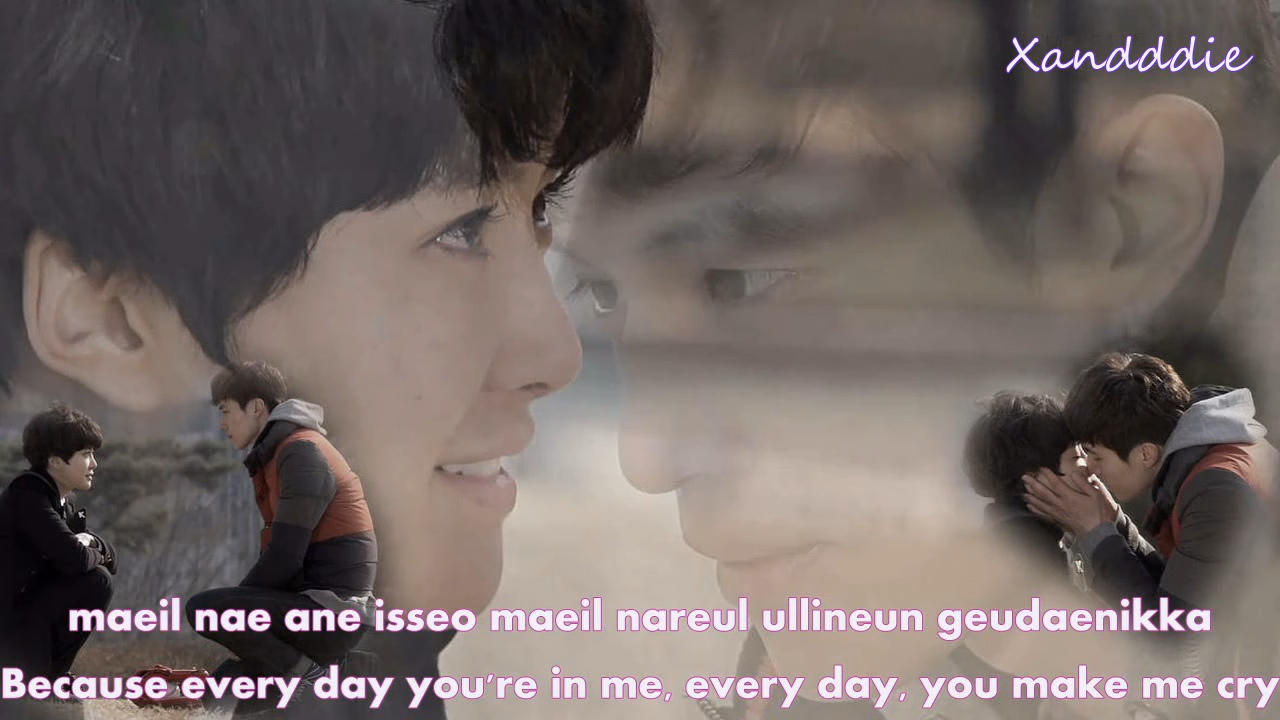 Xandddie
maeil nae ane isseo maeil nareul ullineun geudaenikka
Because every day you're in me, every day, you make me cry